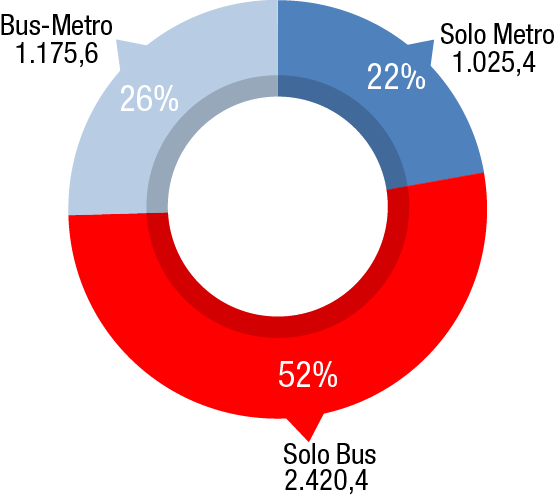 Bus-Metro
1.175,6
26%
Solo Metro
1.025,4
22%
52%
Solo Bus
2.420,4